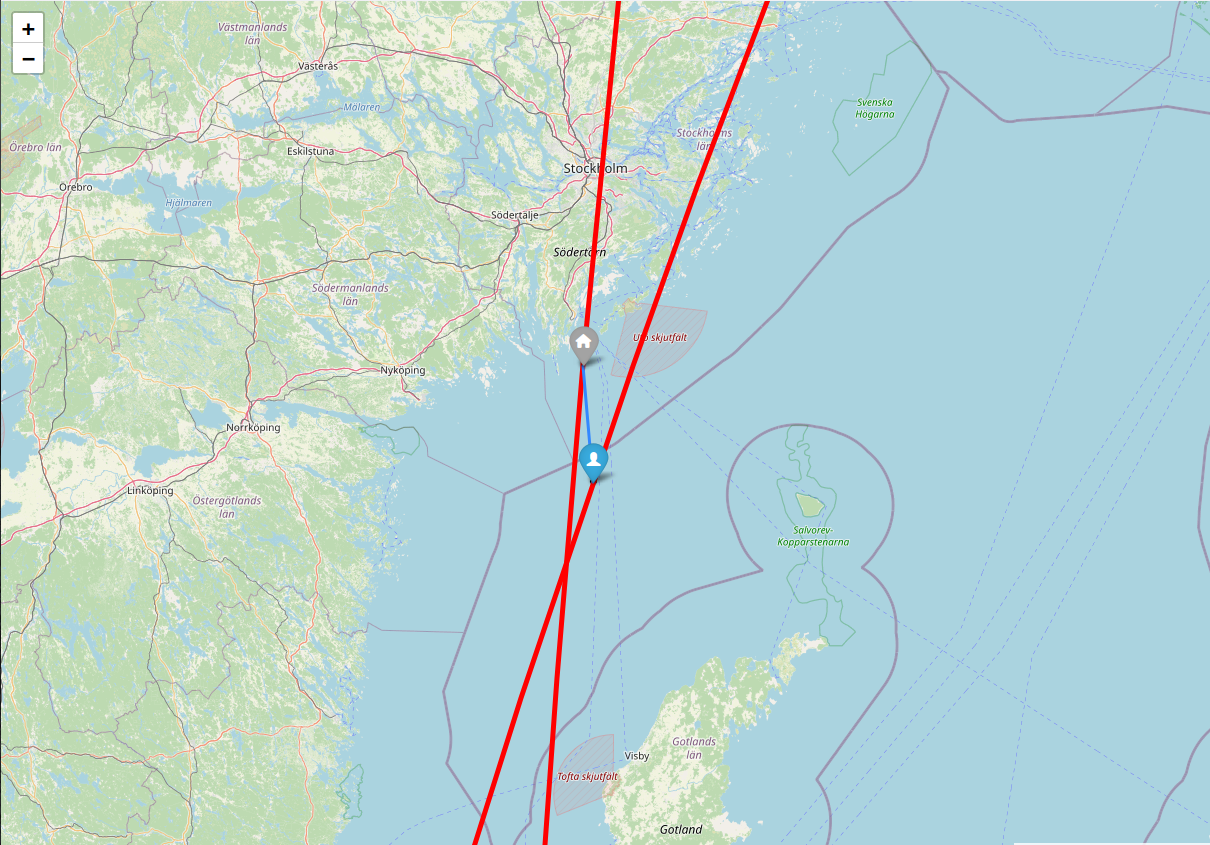 +
−
Västmanlands
län
Västerås
Mälaren
Svenska
Högarna
Stockholms
län
Örebro län
Eskilstuna
Stockholm
Örebro
Hjälmaren
Södertälje
Södertörn
Södermanlands
län
Utö skjutfält
Nyköping
Norrköping
Linköping
Östergötlands
län
Salvorev-
Kopparstenarna
Visby
Gotlands
län
Tofta skjutfält
Gotland